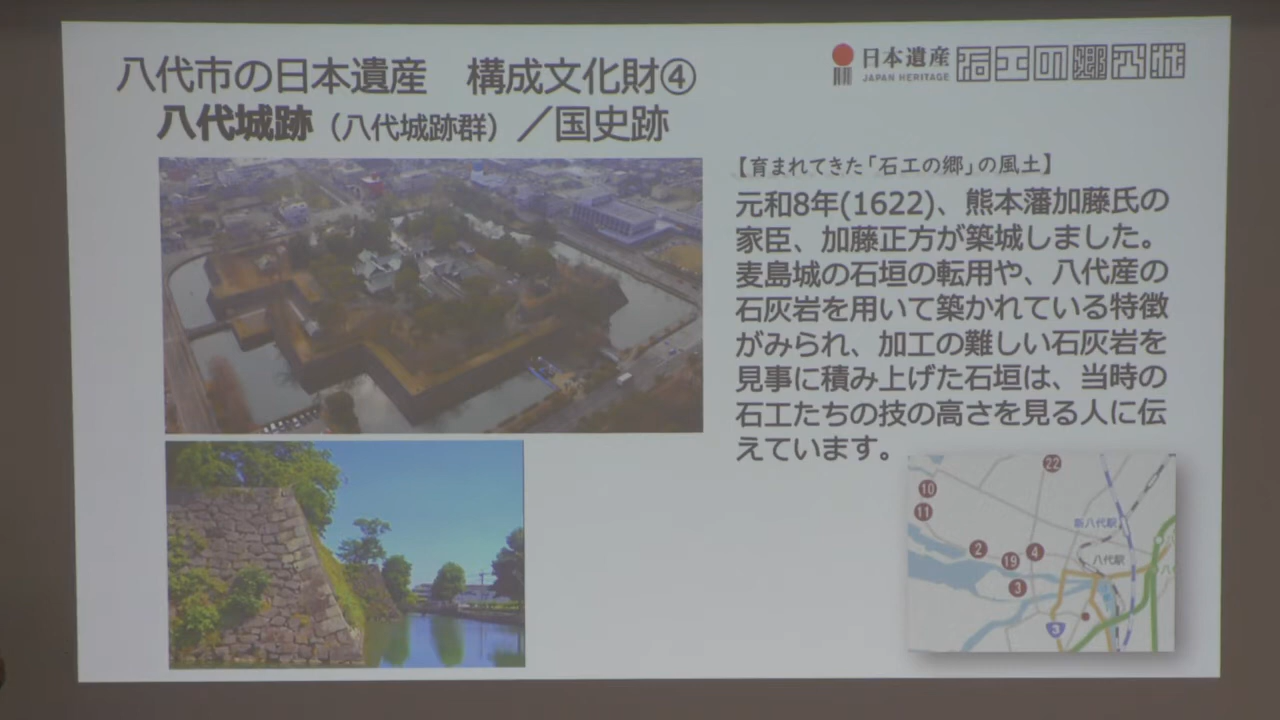 八代市の日本遺産　構成文化財④
八代城跡（八代城跡群）／国史跡
日本遺産
JAPAN HERITAGE
石工の郷八代
【育まれてきた「石工の郷」の風土】
元和8年(1622)、熊本藩加藤氏の
家臣、加藤正方が築城しました。
麦島城の石垣の転用や、八代産の
石灰岩を用いて築かれている特徴
がみられ、加工の難しい石灰岩を
見事に積み上げた石垣は、当時の
石工たちの技の高さを見る人に伝
えています。
22
10
11
新八代駅
2
19
4
八代駅
3
3